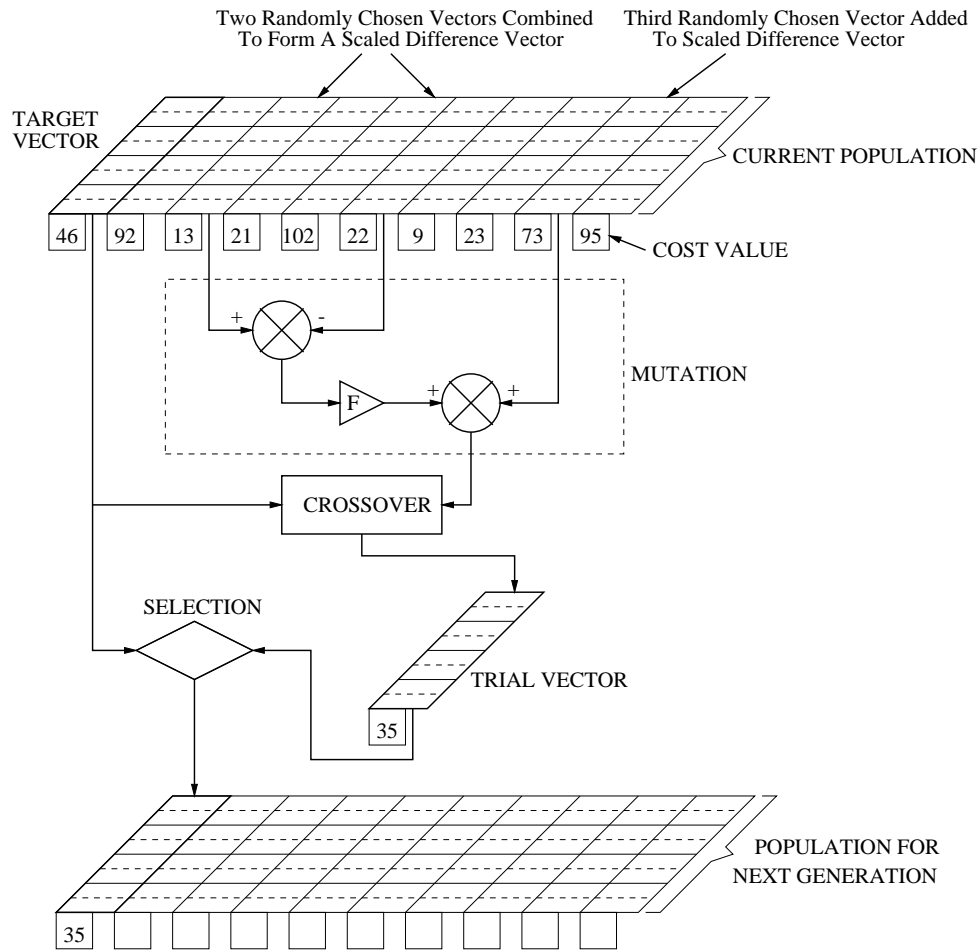 Two Randomly Chosen Vectors Combined
To Form A Scaled Difference Vector
Third Randomly Chosen Vector Added
To Scaled Difference Vector
TARGET
VECTOR
CURRENT POPULATION
46 92 13 21 102 22 9 23 73 95
COST VALUE
+ -
MUTATION
F + +
CROSSOVER
SELECTION
TRIAL VECTOR
35
POPULATION FOR
NEXT GENERATION
35